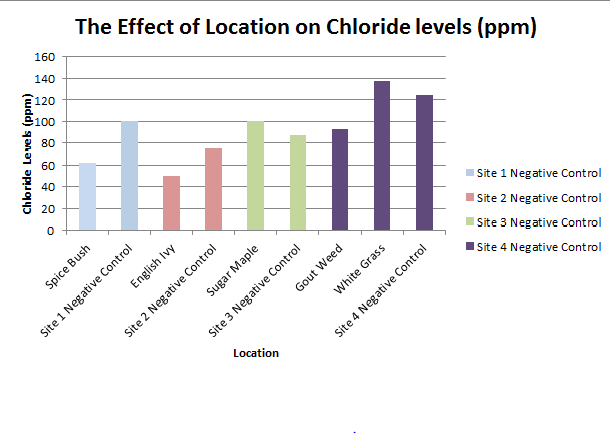 The Effect of Location on Chloride levels (ppm)
160
140
120
100
80
60
40
20
0
Chloride Levels (ppm)
Spice Bush
Site 1 Negative Control
English Ivy
Site 2 Negative Control
Sugar Maple
Site 3 Negative Control
Gout Weed
White Grass
Site 4 Negative Control
Location
Site 1 Negative Control
Site 2 Negative Control
Site 3 Negative Control
Site 4 Negative Control